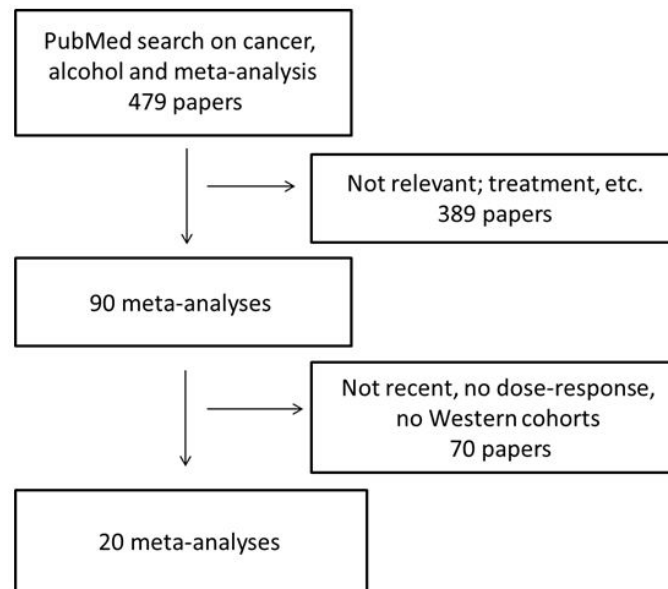 PubMed search on cancer,
alcohol and meta-analysis
479 papers
Not relevant; treatment, etc.
389 papers
90 meta-analyses
Not recent, no dose-response,
no Western cohorts
70 papers
20 meta-analyses